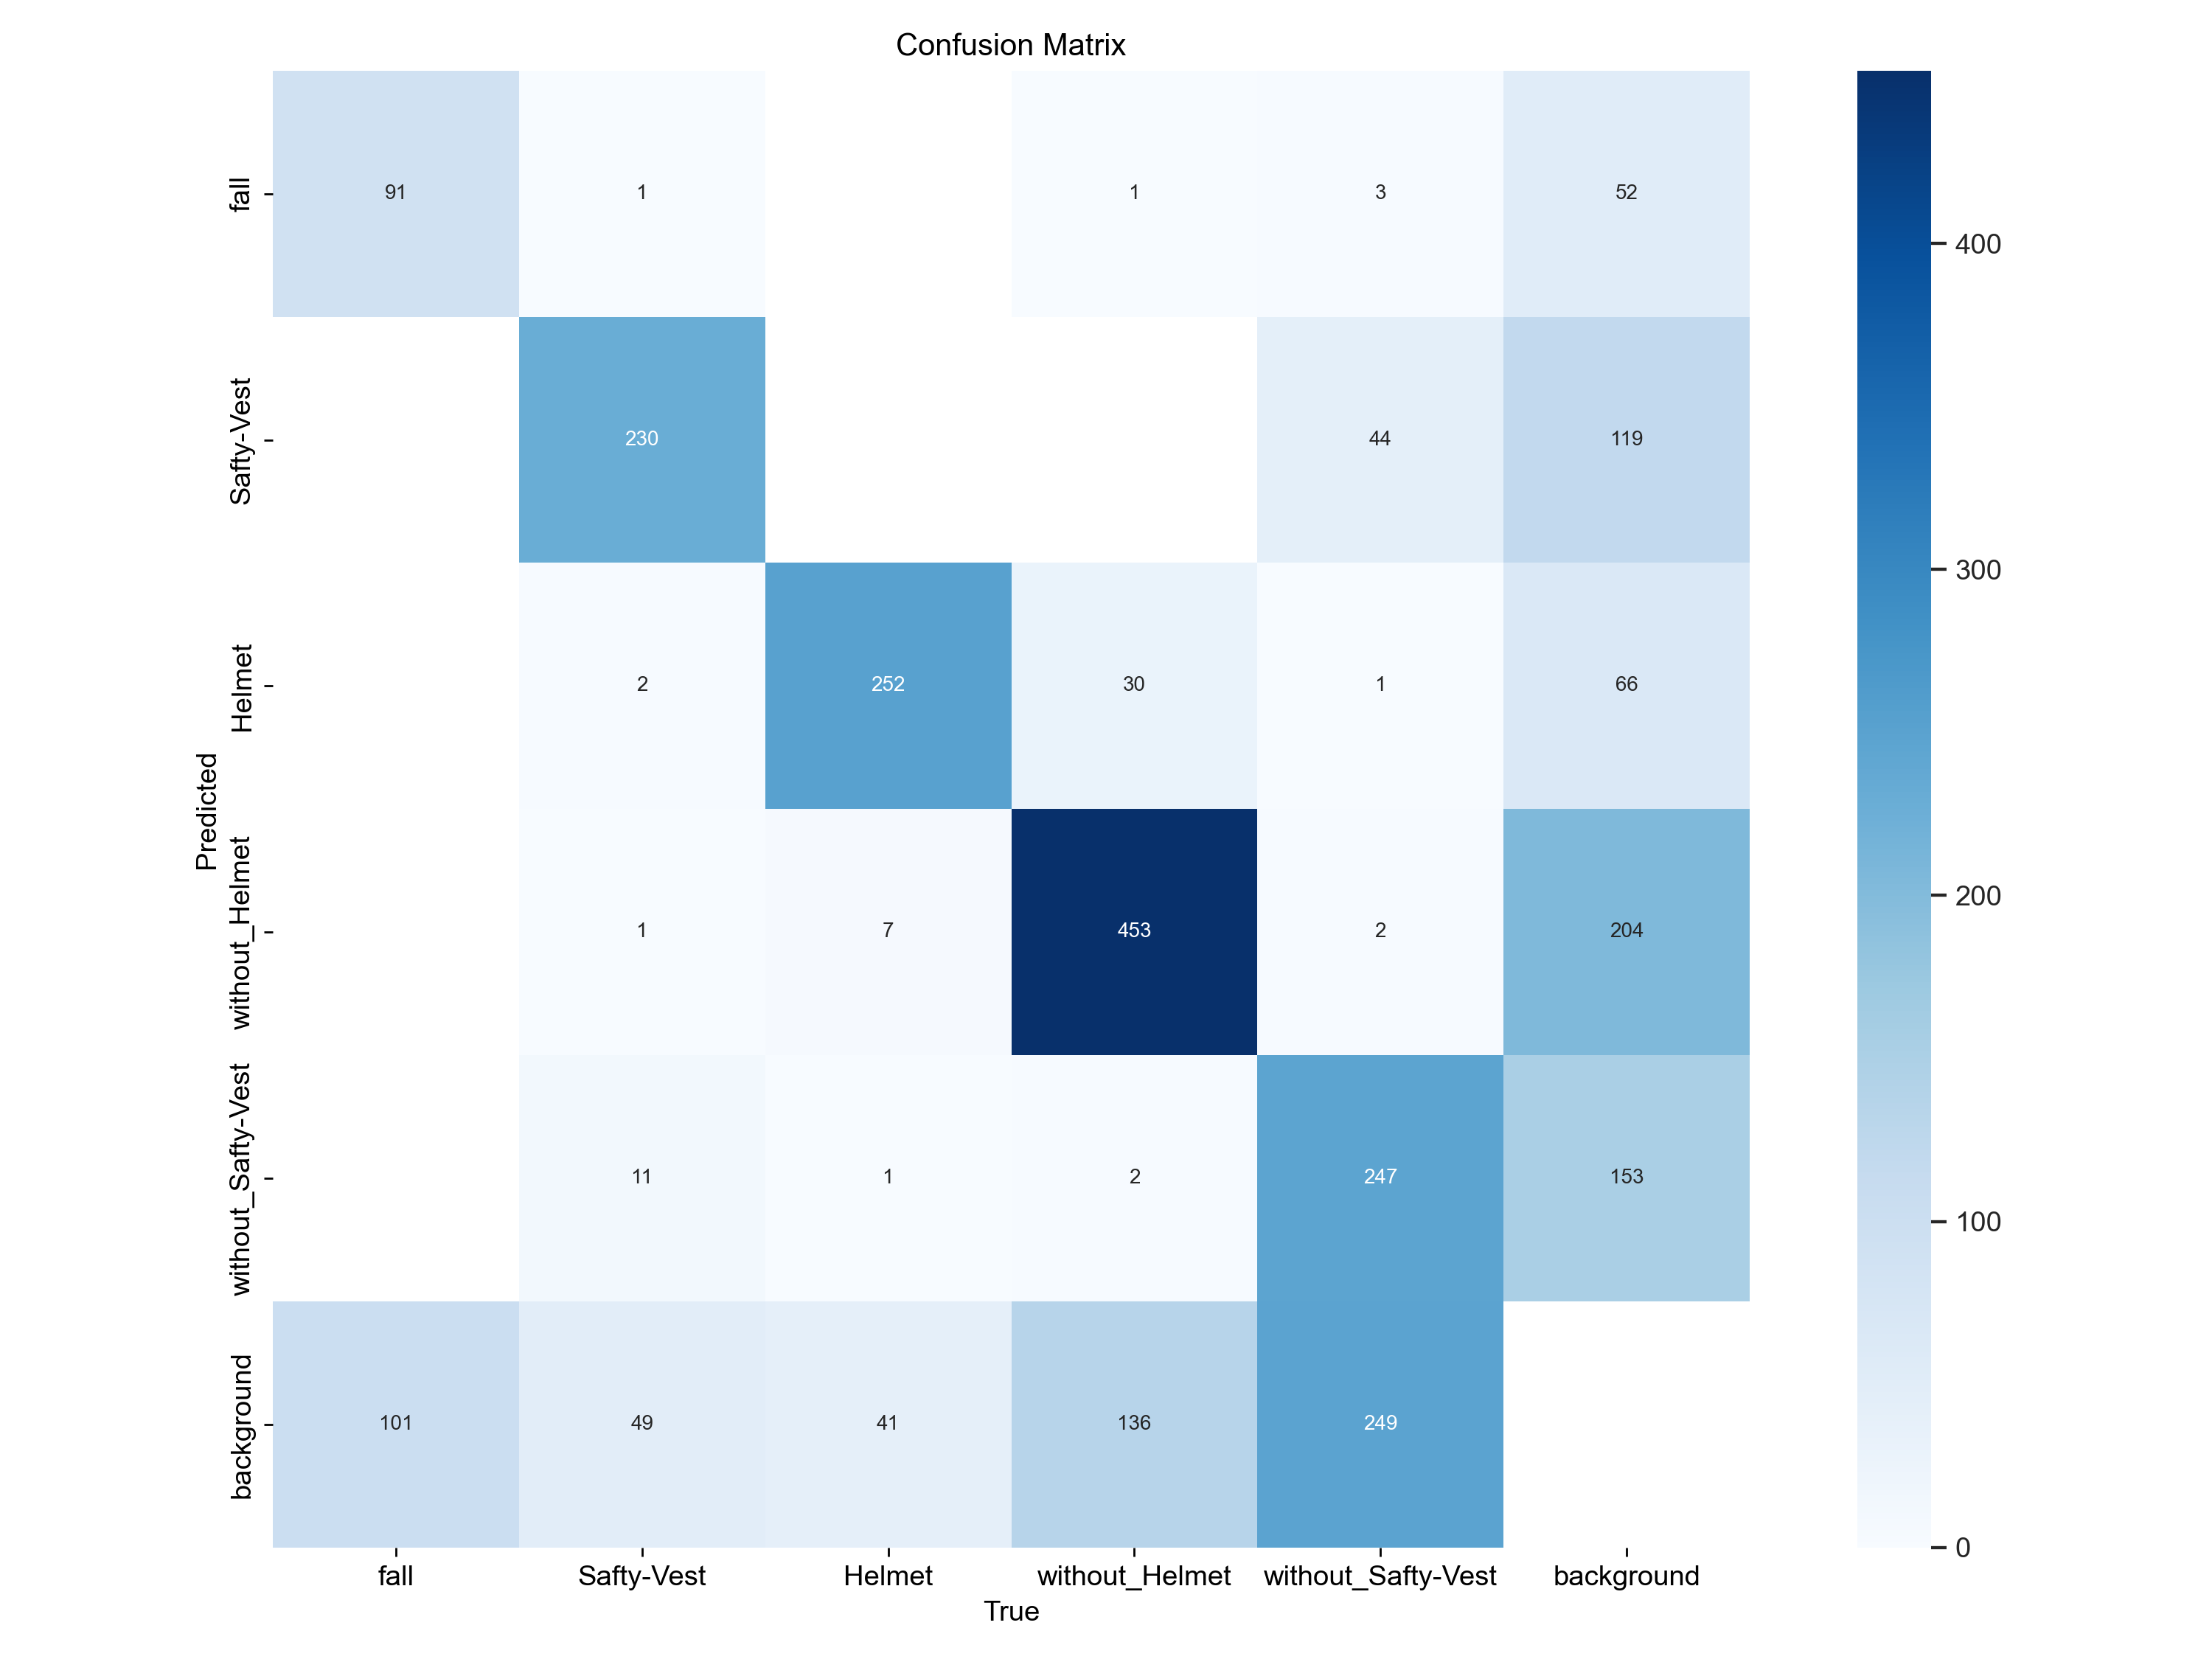 Confusion Matrix
fall 91 1 1 3 52
Safty-Vest 230 44 119
Helmet 2 252 30 1 66
without_Helmet 1 7 453 2 204
without_Safty-Vest 11 1 2 247 153
background 101 49 41 136 249
Predicted
fall Safty-Vest Helmet without_Helmet without_Safty-Vest background
True
400
300
200
100
0